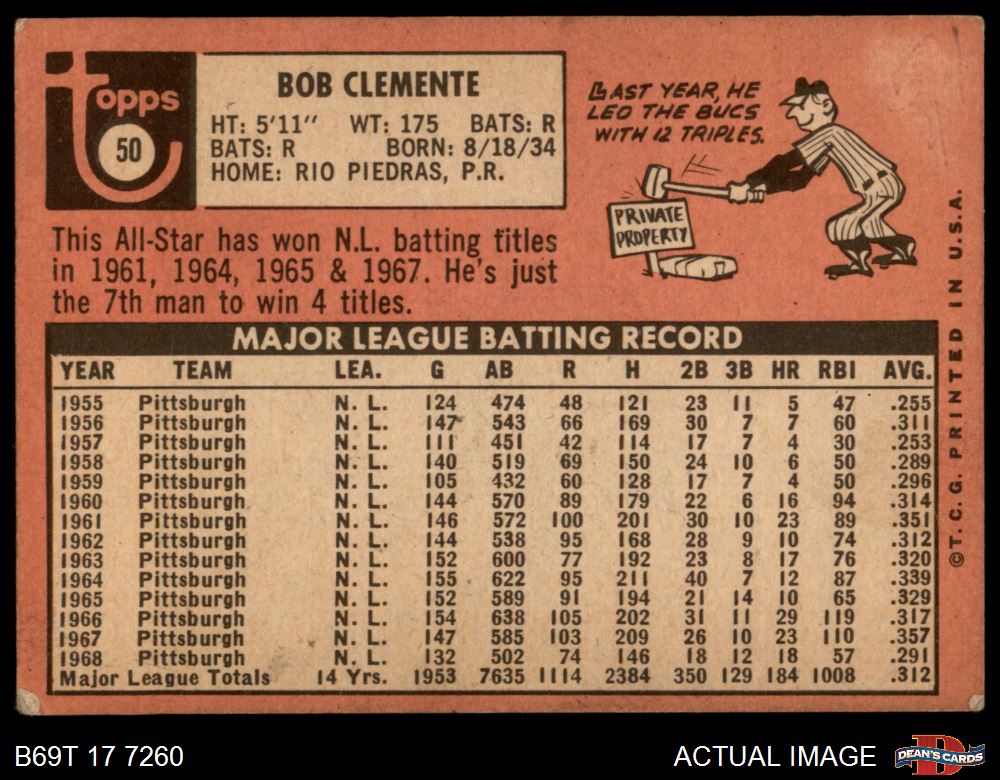 topps
50
BOB CLEMENTE
HT: 5'11" WT: 175 BATS: R
BATS: R BORN: 8/18/34
HOME: RIO PIEDRAS, P.R.
LAST YEAR, HE
LED THE BUCS
WITH 12 TRIPLES.
PRIVATE
PROPERTY
This All-Star has won N.L. batting titles
in 1961, 1964, 1965 & 1967. He's just
the 7th man to win 4 titles.
MAJOR LEAGUE BATTING RECORD
YEAR TEAM LEA. G AB R H 2B 3B HR RBI AVG.
1955 Pittsburgh N. L. 124 474 48 121 23 11 5 47 .255
1956 Pittsburgh N. L. 147 543 66 169 30 7 7 60 .311
1957 Pittsburgh N. L. 111 451 42 114 17 7 4 30 .253
1958 Pittsburgh N. L. 140 519 69 150 24 10 6 50 .289
1959 Pittsburgh N. L. 105 432 60 128 17 7 4 50 .296
1960 Pittsburgh N. L. 144 570 89 179 22 6 16 94 .314
1961 Pittsburgh N. L. 146 572 100 201 30 10 23 89 .351
1962 Pittsburgh N. L. 144 538 95 168 28 9 10 74 .312
1963 Pittsburgh N. L. 152 600 77 192 23 8 17 76 .320
1964 Pittsburgh N. L. 155 622 95 211 40 7 12 87 .339
1965 Pittsburgh N. L. 152 589 91 194 21 14 10 65 .329
1966 Pittsburgh N. L. 154 638 105 202 31 11 29 119 .317
1967 Pittsburgh N. L. 147 585 103 209 26 10 23 110 .357
1968 Pittsburgh N. L. 132 502 74 146 18 12 18 57 .291
Major League Totals 14 Yrs. 1953 7635 1114 2384 350 129 184 1008 .312
©T. C. G. PRINTED IN U.S.A.
B69T 17 7260
ACTUAL IMAGE
D
DEAN'S CARDS